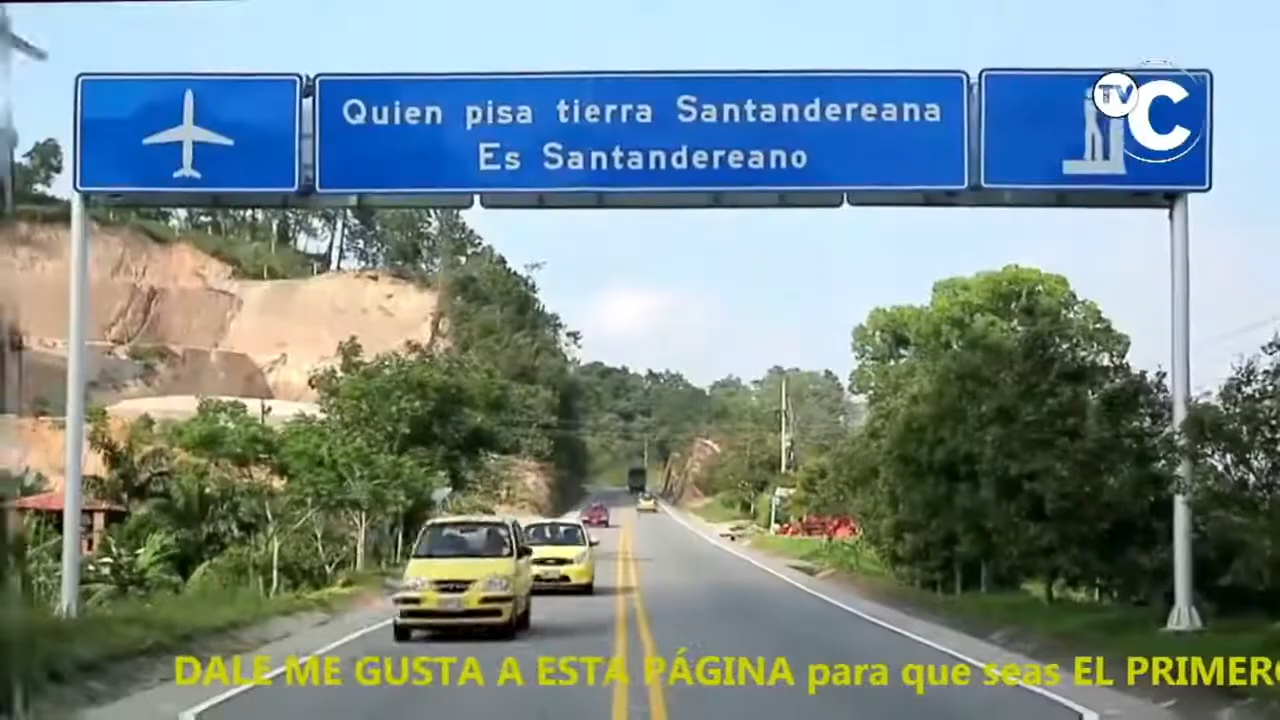 Quien pisa tierra Santandereana
Es Santandereano
TV C
DALE ME GUSTA A ESTA PÁGINA para que seas EL PRIMERO